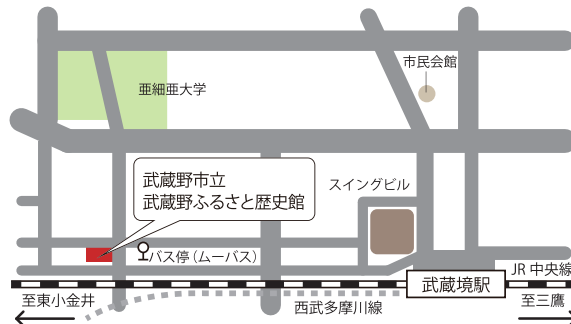 市民会館
亜細亜大学
武蔵野市立
武蔵野ふるさと歴史館
スイングビル
バス停（ムーバス）
JR 中央線
武蔵境駅
至東小金井
西武多摩川線
至三鷹